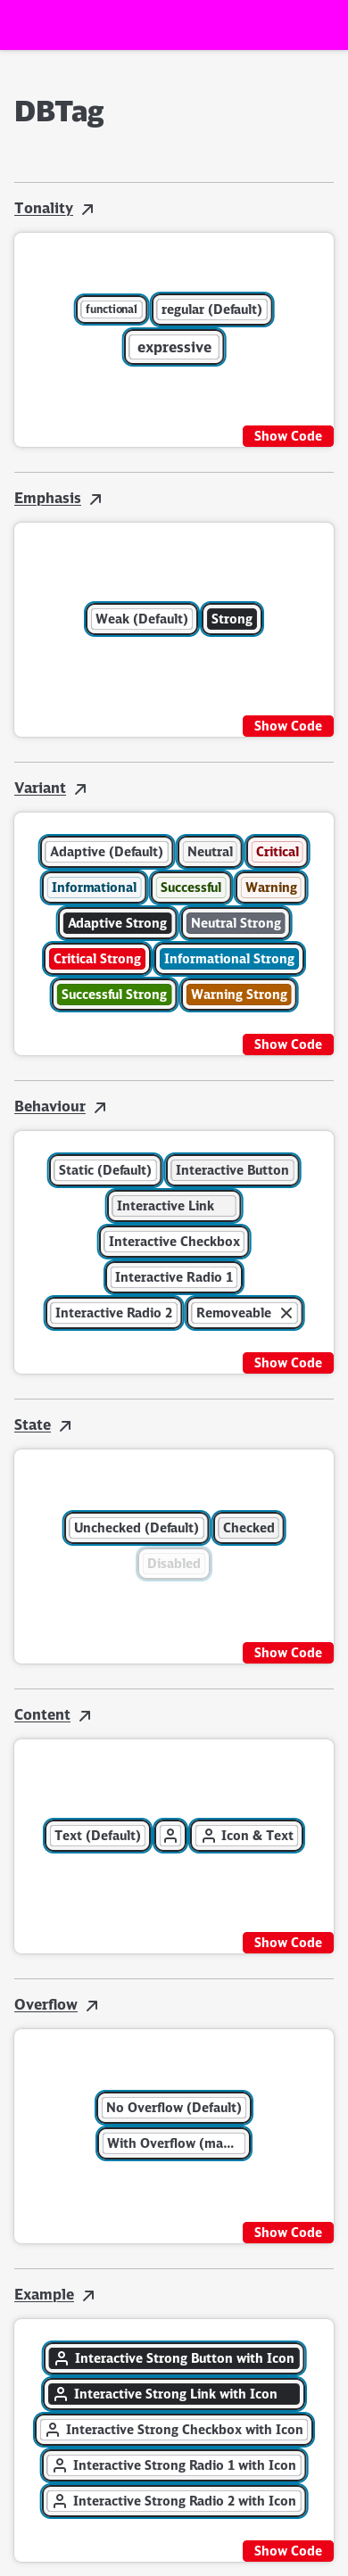 DBTag
Tonality
functional regular (Default)
expressive
Show Code
Emphasis
Weak (Default) Strong
Show Code
Variant
Adaptive (Default) Neutral Critical
Informational Successful Warning
Adaptive Strong Neutral Strong
Critical Strong Informational Strong
Successful Strong Warning Strong
Show Code
Behaviour
Static (Default) Interactive Button
Interactive Link
Interactive Checkbox
Interactive Radio 1
Interactive Radio 2 Removeable
Show Code
State
Unchecked (Default) Checked
Disabled
Show Code
Content
Text (Default) Icon & Text
Show Code
Overflow
No Overflow (Default)
With Overflow (ma...
Show Code
Example
Interactive Strong Button with Icon
Interactive Strong Link with Icon
Interactive Strong Checkbox with Icon
Interactive Strong Radio 1 with Icon
Interactive Strong Radio 2 with Icon
Show Code